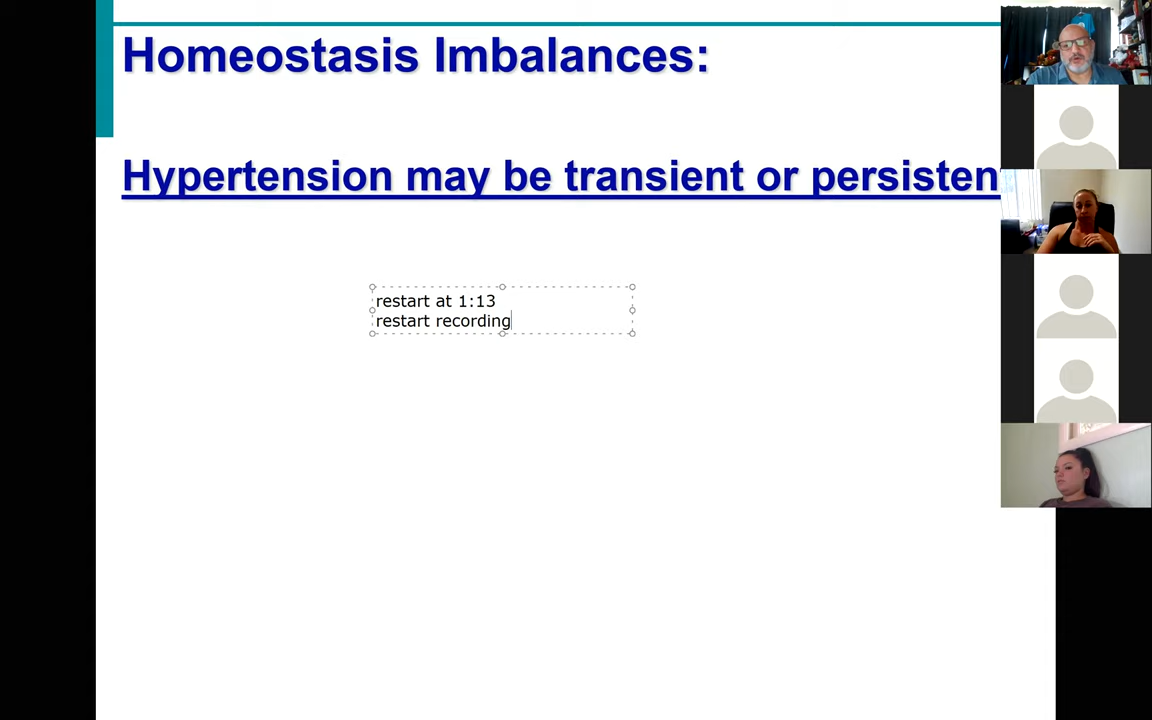 Homeostasis Imbalances:
Hypertension may be transient or persisten
restart at 1:13
restart recording